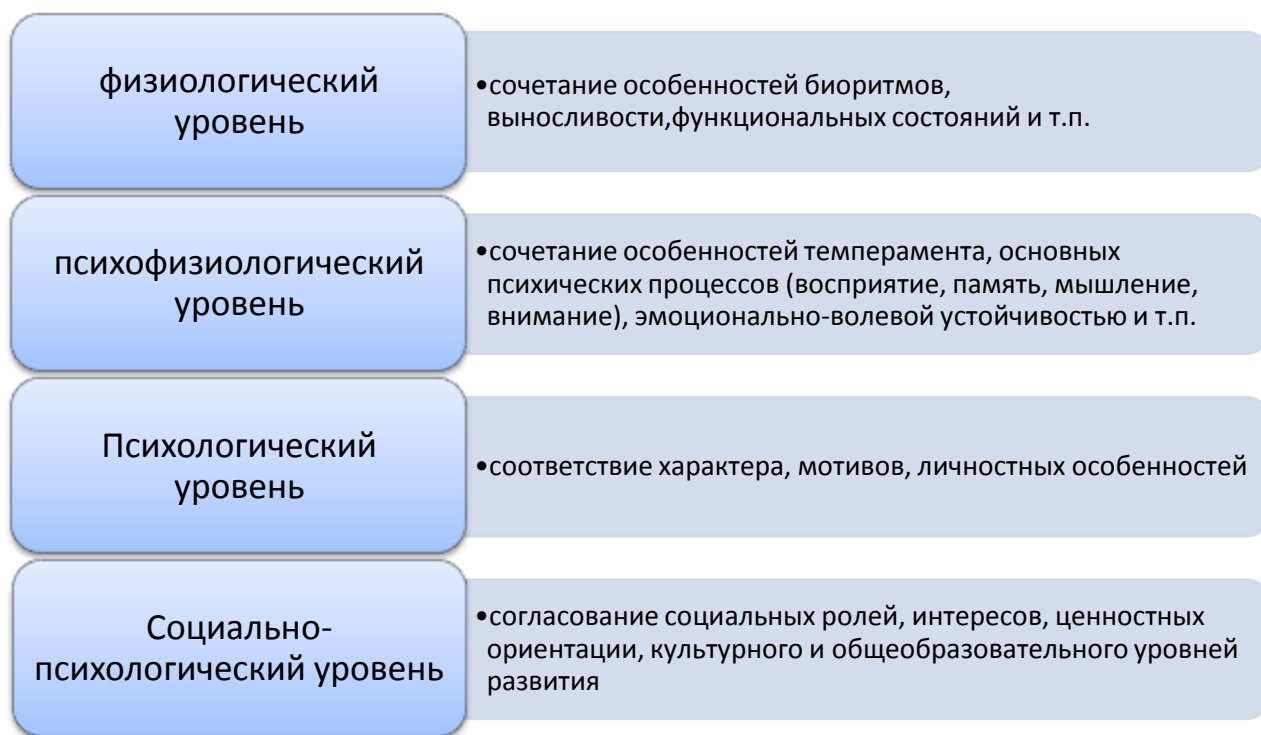 физиологический
уровень
•сочетание особенностей биоритмов,
выносливости,функциональных состояний и т.п.
психофизиологический
уровень
•сочетание особенностей темперамента, основных
психических процессов (восприятие, память, мышление,
внимание), эмоционально-волевой устойчивостью и т.п.
Психологический
уровень
•соответствие характера, мотивов, личностных особенностей
Социально-
психологический уровень
•согласование социальных ролей, интересов, ценностных
ориентации, культурного и общеобразовательного уровней
развития